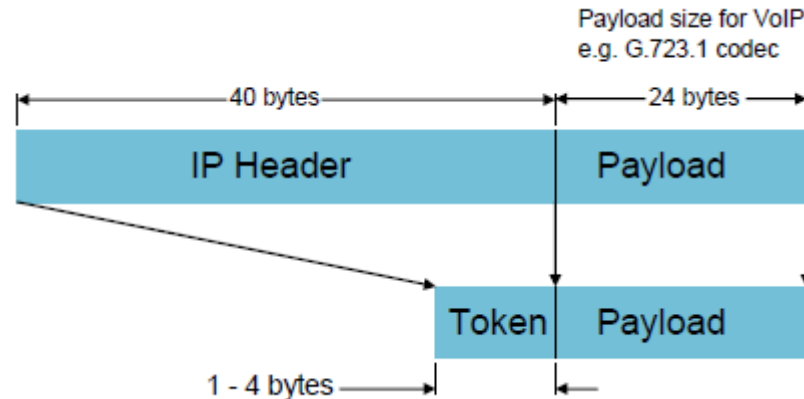 Payload size for VoIP
e.g. G.723.1 codec
40 bytes
24 bytes
IP Header
Payload
Token
Payload
1 - 4 bytes